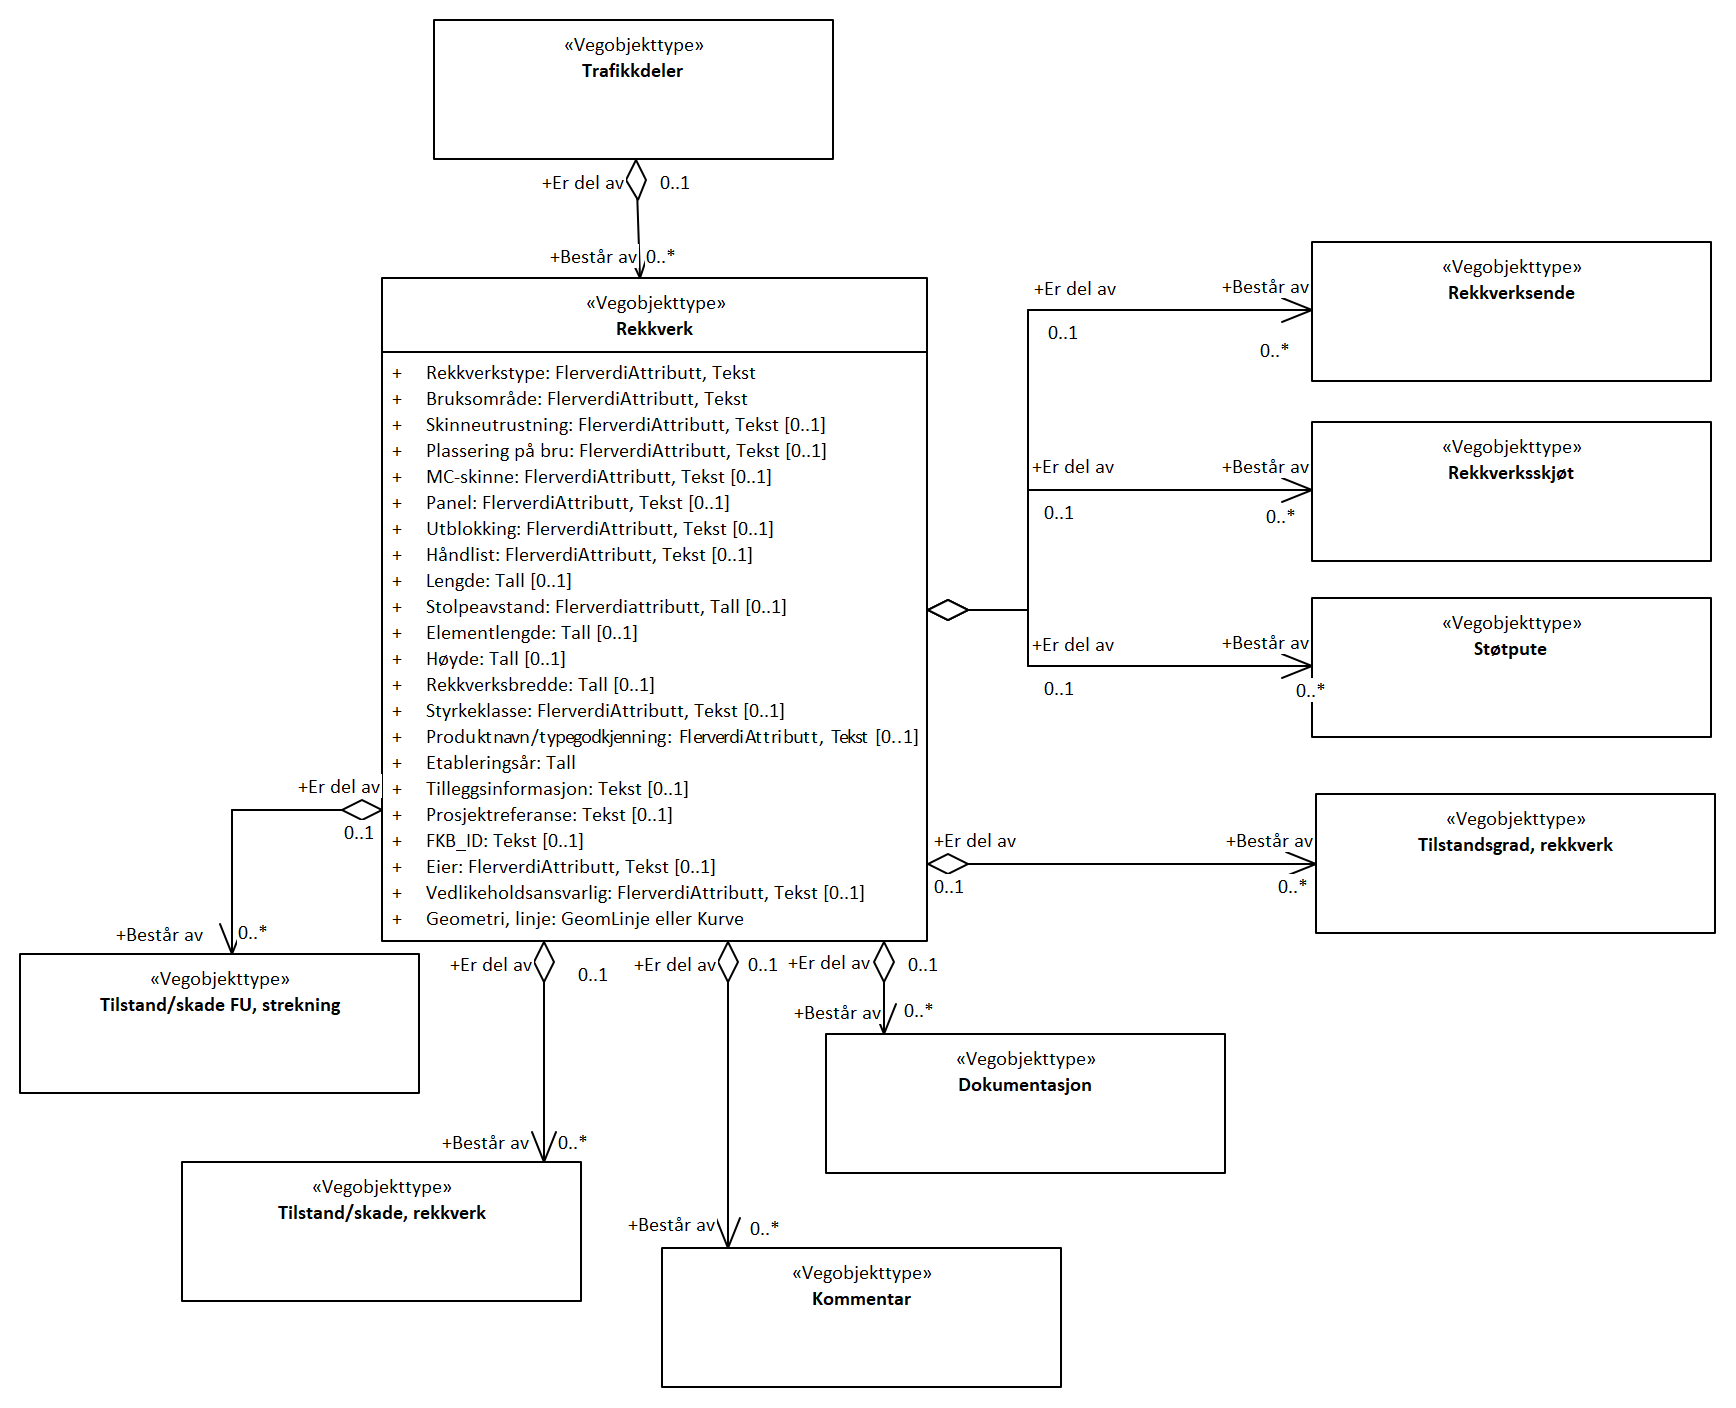 «Vegobjekttype»
Trafikkdeler
+Er del av
0..1
+Består av
0..*
«Vegobjekttype»
Rekkverk
+ Rekkverkstype: FlerverdiAttributt, Tekst
+ Bruksområde: FlerverdiAttributt, Tekst
+ Skinneutrustning: FlerverdiAttributt, Tekst [0..1]
+ Plassering på bru: FlerverdiAttributt, Tekst [0..1]
+ MC-skinne: FlerverdiAttributt, Tekst [0..1]
+ Panel: FlerverdiAttributt, Tekst [0..1]
+ Utblokking: FlerverdiAttributt, Tekst [0..1]
+ Håndlist: FlerverdiAttributt, Tekst [0..1]
+ Lengde: Tall [0..1]
+ Stolpeavstand: Flerverdiattributt, Tall [0..1]
+ Elementlengde: Tall [0..1]
+ Høyde: Tall [0..1]
+ Rekkverksbredde: Tall [0..1]
+ Styrkeklasse: FlerverdiAttributt, Tekst [0..1]
+ Produktnavn/typegodkjenning: FlerverdiAttributt, Tekst [0..1]
+ Etableringsår: Tall
+ Tilleggsinformasjon: Tekst [0..1]
+ Prosjektreferanse: Tekst [0..1]
+ FKB_ID: Tekst [0..1]
+ Eier: FlerverdiAttributt, Tekst [0..1]
+ Vedlikeholdsansvarlig: FlerverdiAttributt, Tekst [0..1]
+ Geometri, linje: GeomLinje eller Kurve
+Er del av
0..1
+Består av
0..*
«Vegobjekttype»
Rekkverksende
+Er del av
0..1
+Består av
0..*
«Vegobjekttype»
Rekkverksskjøt
+Er del av
0..1
+Består av
0..*
«Vegobjekttype»
Støtpute
+Er del av
0..1
+Består av
0..*
«Vegobjekttype»
Tilstandsgrad, rekkverk
+Er del av
0..1
+Består av
0..*
«Vegobjekttype»
Tilstand/skade FU, strekning
+Er del av
0..1
+Består av
0..*
«Vegobjekttype»
Tilstand/skade, rekkverk
+Er del av
0..1
+Består av
0..*
«Vegobjekttype»
Kommentar
+Er del av
0..1
+Består av
0..*
«Vegobjekttype»
Dokumentasjon